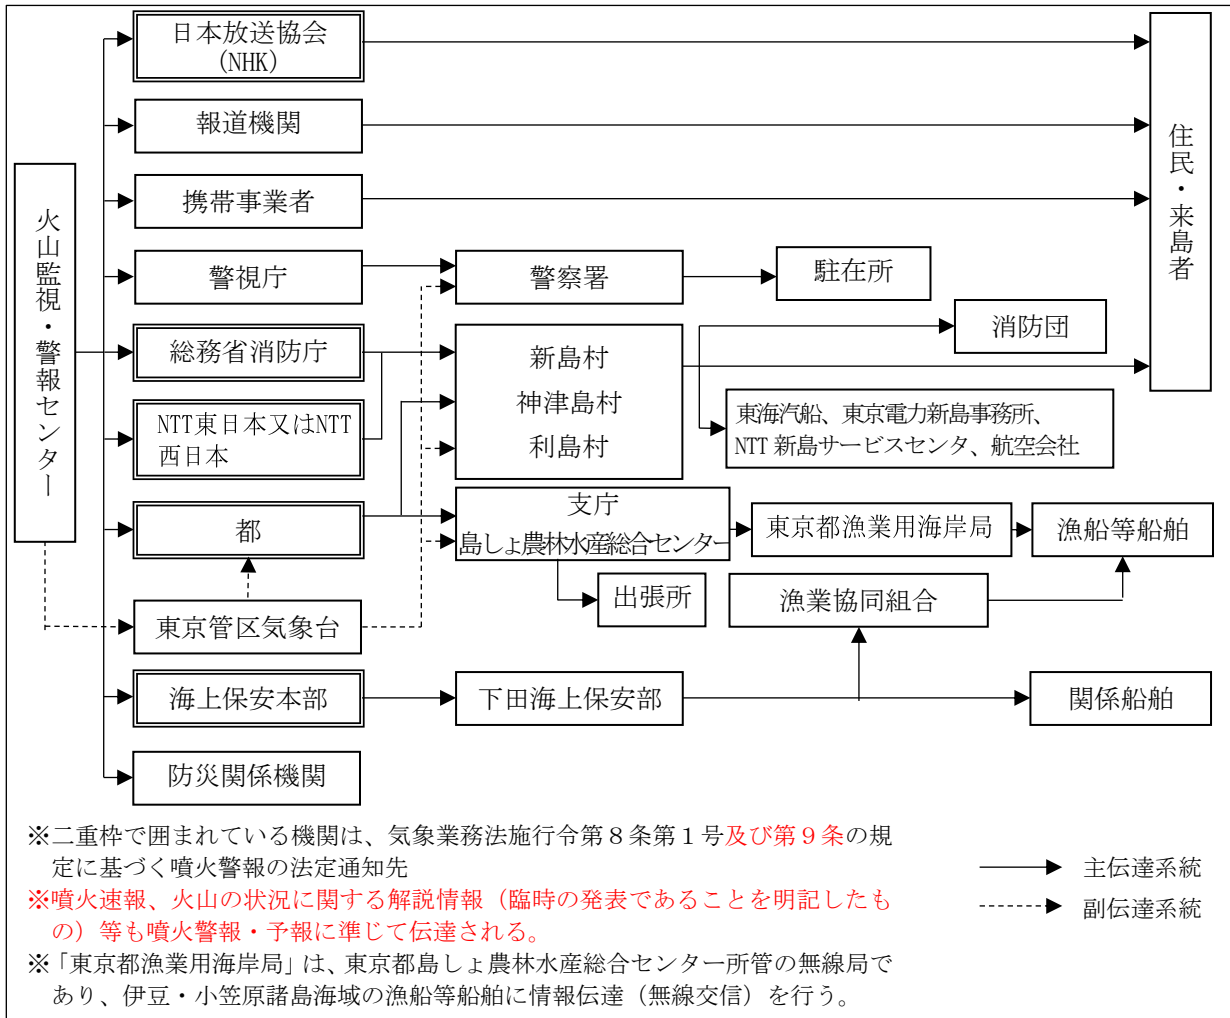 火山監視・警報センター
日本放送協会
(NHK)
報道機関
携帯事業者
警視庁
総務省消防庁
NTT東日本又はNTT
西日本
都
東京管区気象台
海上保安本部
防災関係機関
警察署
新島村
神津島村
利島村
支庁
島しょ農林水産総合センター
出張所
下田海上保安部
駐在所
消防団
東海汽船、東京電力新島事務所、
NTT 新島サービスセンタ、航空会社
東京都漁業用海岸局
漁業協同組合
漁船等船舶
関係船舶
住民・来島者
※二重枠で囲まれている機関は、気象業務法施行令第８条第１号及び第９条の規
定に基づく噴火警報の法定通知先
※噴火速報、火山の状況に関する解説情報（臨時の発表であることを明記したも
の）等も噴火警報・予報に準じて伝達される。
※「東京都漁業用海岸局」は、東京都島しょ農林水産総合センター所管の無線局で
あり、伊豆・小笠原諸島海域の漁船等船舶に情報伝達（無線交信）を行う。
主伝達系統
副伝達系統